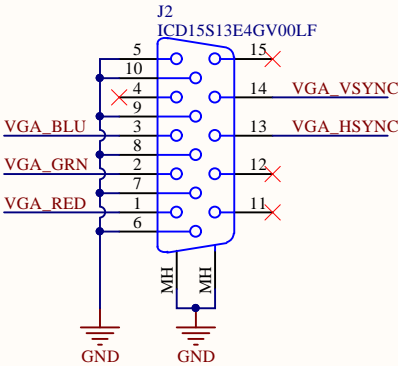 J2
ICD15S13E4GV00LF
5
15
10
4
14
VGA_VSYNC
9
VGA_BLU
3
13
VGA_HSYNC
8
VGA_GRN
2
12
7
VGA_RED
1
11
6
MH
MH
GND
GND